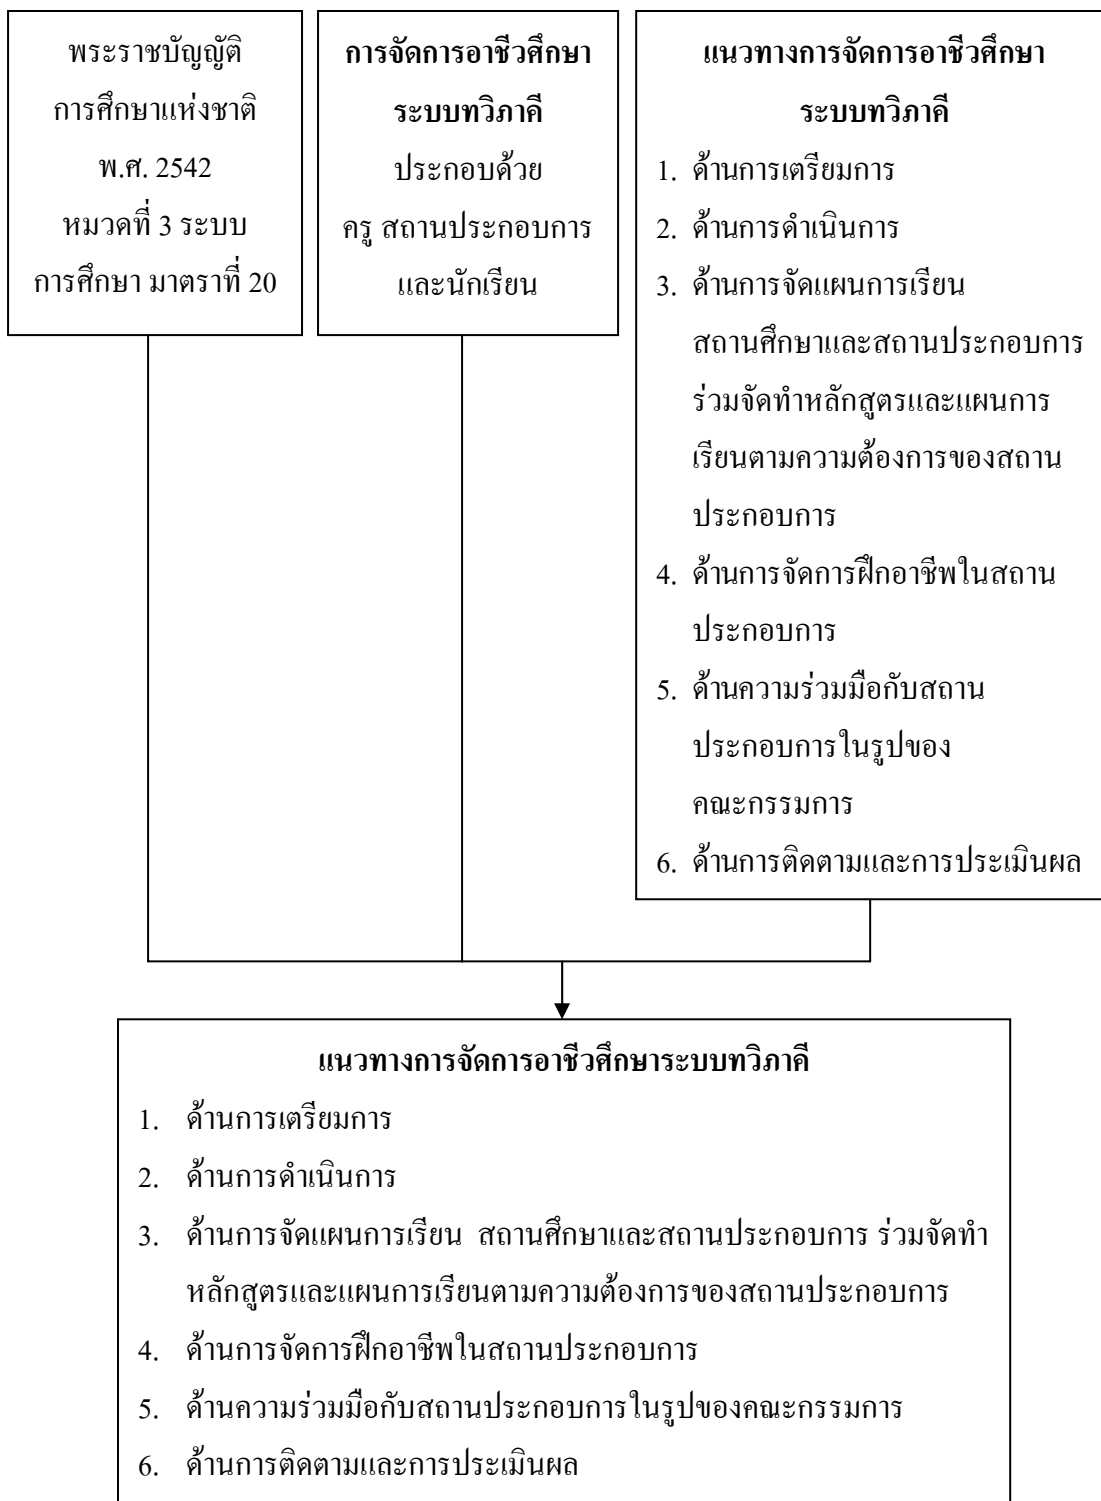 พระราชบัญญัติ
การศึกษาแห่งชาติ
พ.ศ. 2542
หมวดที่ 3 ระบบ
การศึกษา มาตราที่ 20
การจัดการอาชีวศึกษา
ระบบทวิภาคี
ประกอบด้วย
ครู สถานประกอบการ
และนักเรียน
แนวทางการจัดการอาชีวศึกษา
ระบบทวิภาคี
1. ด้านการเตรียมการ
2. ด้านการดำเนินการ
3. ด้านการจัดแผนการเรียน
สถานศึกษาและสถานประกอบการ
ร่วมจัดทำหลักสูตรและแผนการ
เรียนตามความต้องการของสถาน
ประกอบการ
4. ด้านการจัดการฝึกอาชีพในสถาน
ประกอบการ
5. ด้านความร่วมมือกับสถาน
ประกอบการในรูปของ
คณะกรรมการ
6. ด้านการติดตามและการประเมินผล
แนวทางการจัดการอาชีวศึกษาระบบทวิภาคี
1. ด้านการเตรียมการ
2. ด้านการดำเนินการ
3. ด้านการจัดแผนการเรียน สถานศึกษาและสถานประกอบการ ร่วมจัดทำ
หลักสูตรและแผนการเรียนตามความต้องการของสถานประกอบการ
4. ด้านการจัดการฝึกอาชีพในสถานประกอบการ
5. ด้านความร่วมมือกับสถานประกอบการในรูปของคณะกรรมการ
6. ด้านการติดตามและการประเมินผล